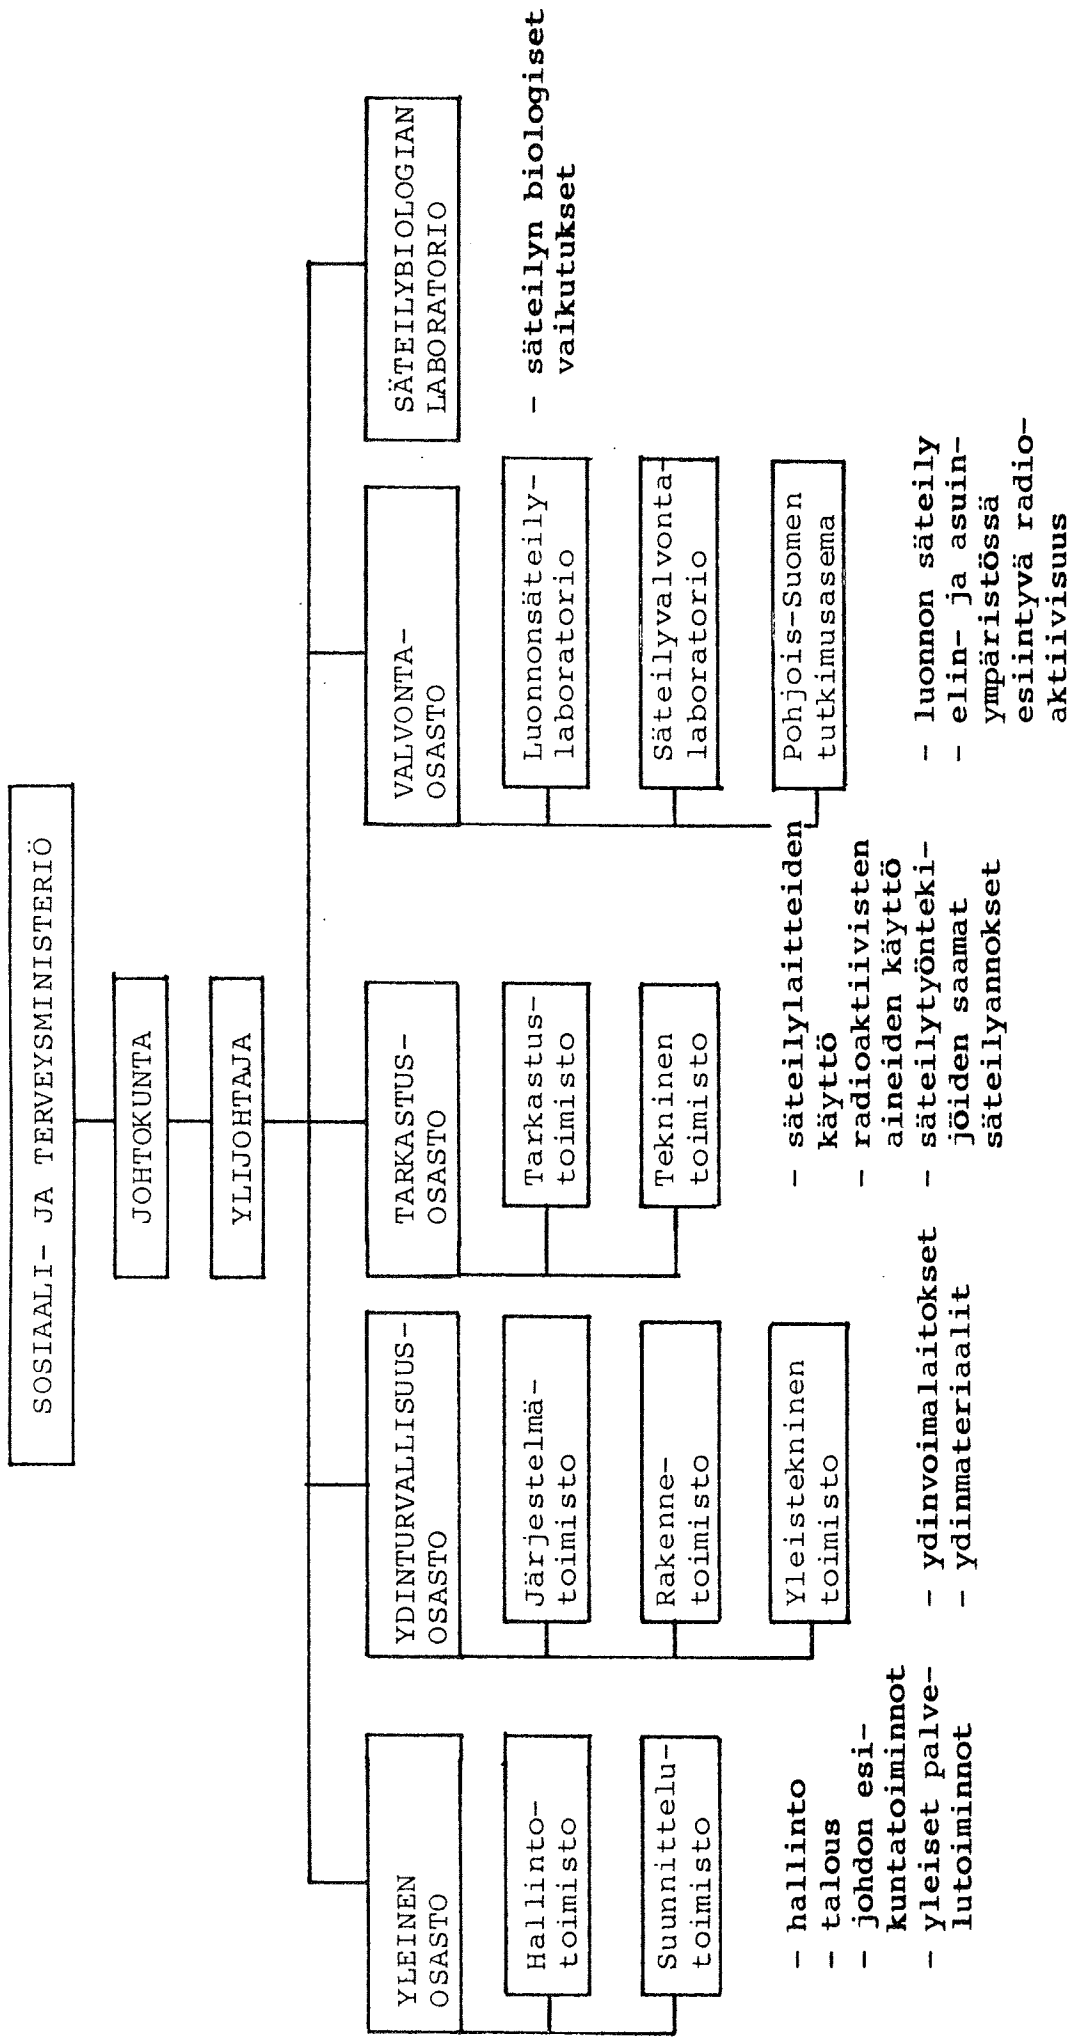 SOSIAALI- JA TERVEYSMINISTERIÖ
JOHTOKUNTA
YLIJOHTAJA
YLEINEN
OSASTO
Hallinto-
toimisto
Suunnittelu-
toimisto
- hallinto
- talous
- johdon esi-
kuntatoiminnot
- yleiset palve-
lutoiminnot
YDINTURVALLISUUS-
OSASTO
Järjestelmä-
toimisto
Rakenne-
toimisto
Yleistekninen
toimisto
- ydinvoimalaitokset
- ydinmateriaalit
TARKASTUS-
OSASTO
Tarkastus-
toimisto
Tekninen
toimisto
- säteilylaitteiden
käyttö
- radioaktiivisten
aineiden käyttö
- säteilytyönteki-
jöiden saamat
säteilyannokset
VALVONTA-
OSASTO
Luonnonsäteily-
laboratorio
Säteilyvalvonta-
laboratorio
Pohjois-Suomen
tutkimusasema
- luonnon säteily
- elin- ja asuin-
ympäristössä
esiintyvä radio-
aktiivisuus
SÄTEILYBIOLOGIAN
LABORATORIO
- säteilyn biologiset
vaikutukset